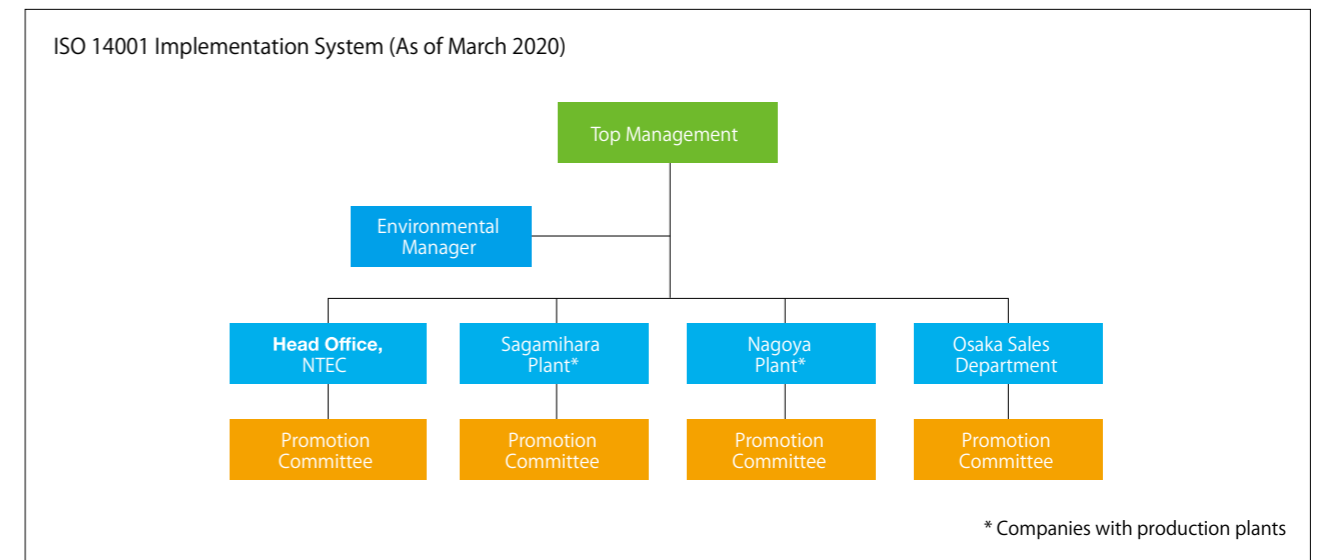 ISO 14001 Implementation System (As of March 2020)
Top Management
Environmental
Manager
Head Office,
NTEC
Sagamihara
Plant*
Nagoya
Plant*
Osaka Sales
Department
Promotion
Committee
Promotion
Committee
Promotion
Committee
Promotion
Committee
* Companies with production plants